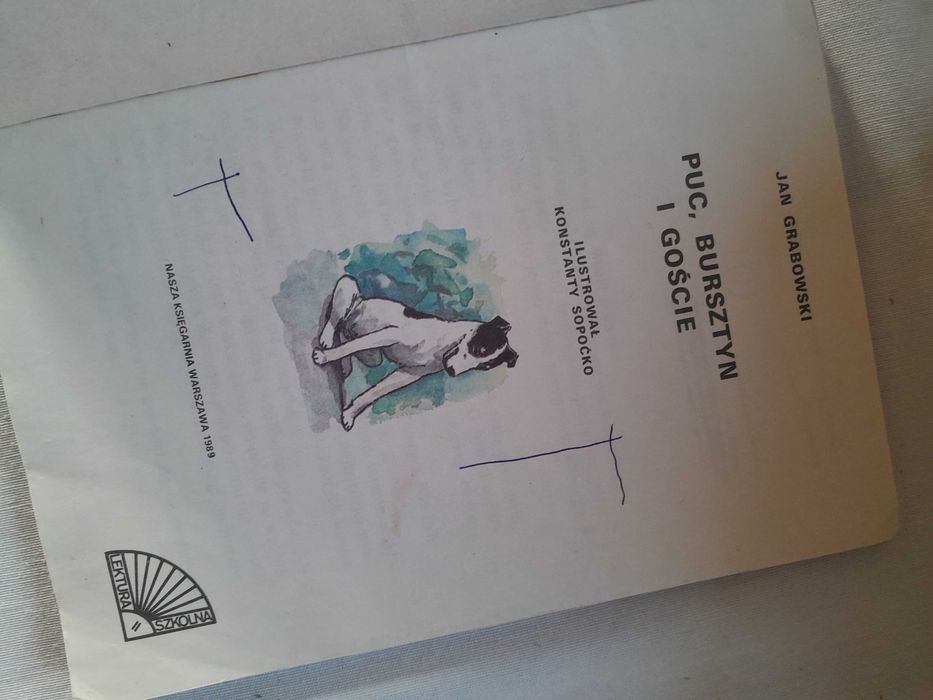 JAN GRABOWSKI
PUC, BURSZTYN
I GOŚCIE
ILUSTROWAŁ
KONSTANTY SOPOĆKO
NASZA KSIĘGARNIA WARSZAWA 1989
LEKTURA
SZKOLNA